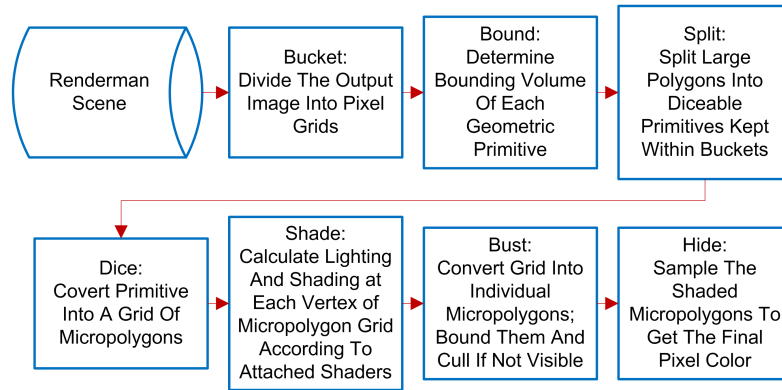 Renderman
Scene
Bucket:
Divide The Output
Image Into Pixel
Grids
Bound:
Determine
Bounding Volume
Of Each
Geometric
Primitive
Split:
Split Large
Polygons Into
Diceable
Primitives Kept
Within Buckets
Dice:
Covert Primitive
Into A Grid Of
Micropolygons
Shade:
Calculate Lighting
And Shading at
Each Vertex of
Micropolygon Grid
According To
Attached Shaders
Bust:
Convert Grid Into
Individual
Micropolygons;
Bound Them And
Cull If Not Visible
Hide:
Sample The
Shaded
Micropolygons To
Get The Final
Pixel Color